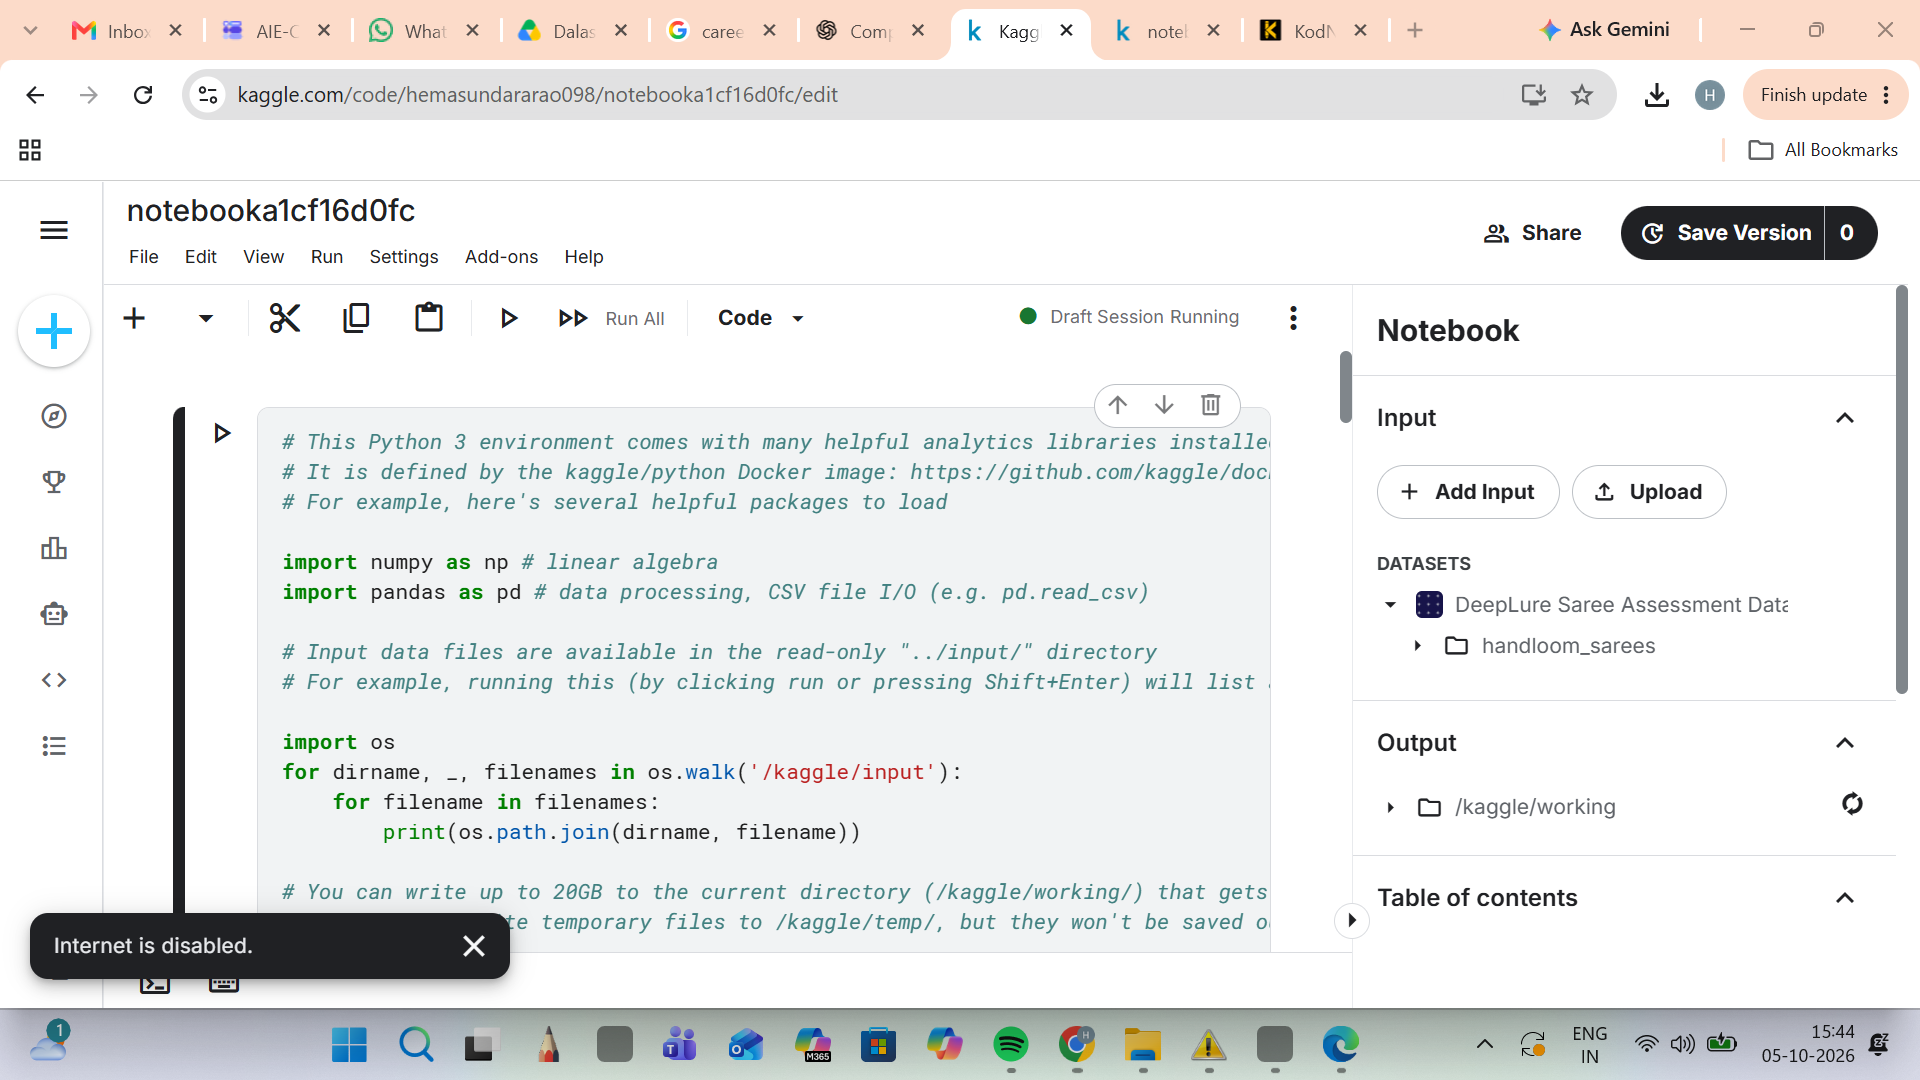 Inbox
AIE-C
What
Dalas
caree
Comp
Kagg
notel
KodN
Ask Gemini
kaggle.com/code/hemasundararao098/notebooka1cf16d0fc/edit
H
Finish update
All Bookmarks
notebooka1cf16d0fc
File Edit View Run Settings Add-ons Help
Share
Save Version 0
Run All
Code
Draft Session Running
# This Python 3 environment comes with many helpful analytics libraries installe
# It is defined by the kaggle/python Docker image: https://github.com/kaggle/doc
# For example, here's several helpful packages to load
import numpy as np # linear algebra
import pandas as pd # data processing, CSV file I/O (e.g. pd.read_csv)
# Input data files are available in the read-only "../input/" directory
# For example, running this (by clicking run or pressing Shift+Enter) will list
import os
for dirname, _, filenames in os.walk('/kaggle/input'):
for filename in filenames:
print(os.path.join(dirname, filename))
# You can write up to 20GB to the current directory (/kaggle/working/) that gets
te temporary files to /kaggle/temp/, but they won't be saved o
Internet is disabled.
Notebook
Input
Add Input
Upload
DATASETS
DeepLure Saree Assessment Data
handloom_sarees
Output
/kaggle/working
Table of contents
1
M365
H
ENG
IN
15:44
05-10-2026